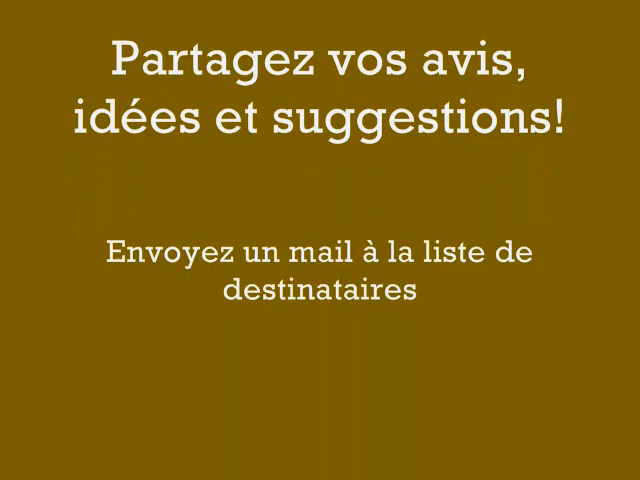 Partagez vos avis,
idées et suggestions!
Envoyez un mail à la liste de
destinataires